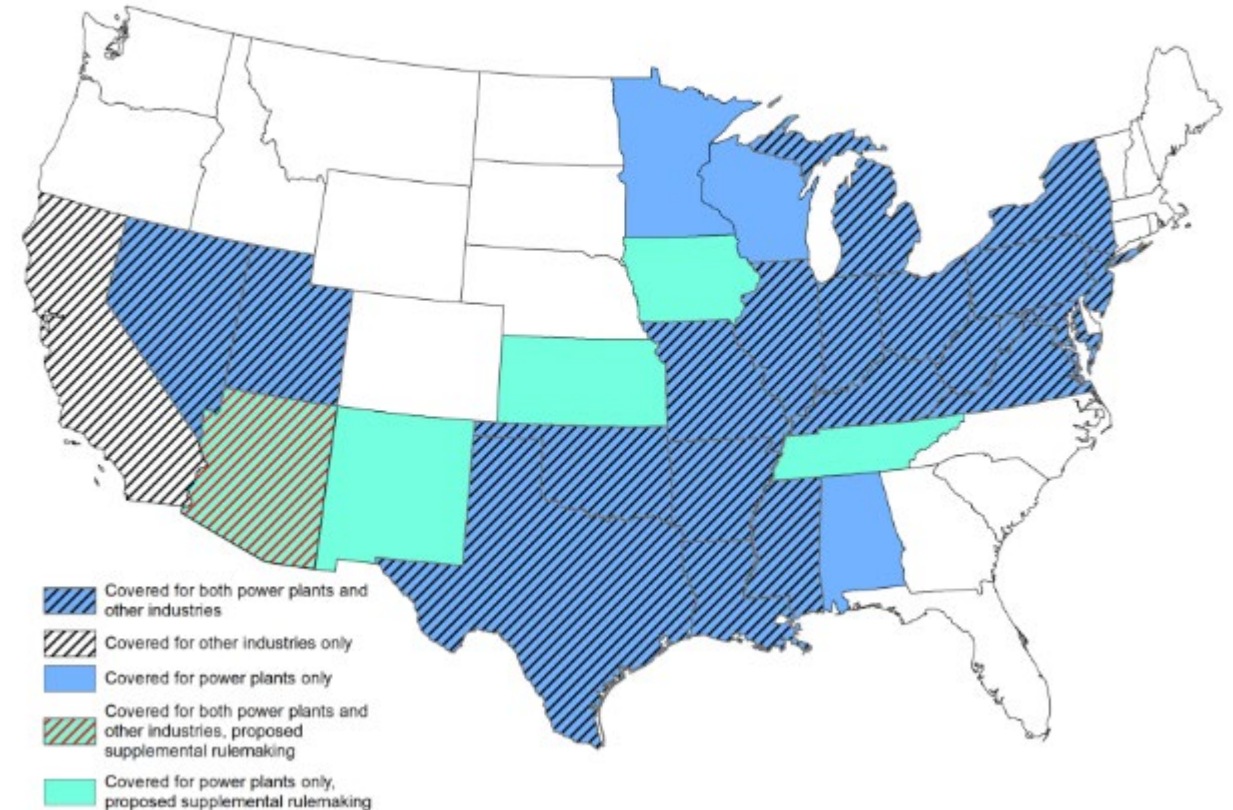 Covered for both power plants and
other industries
Covered for other industries only
Covered for power plants only
Covered for both power plants and
other industries, proposed
supplemental rulemaking
Covered for power plants only,
proposed supplemental rulemaking